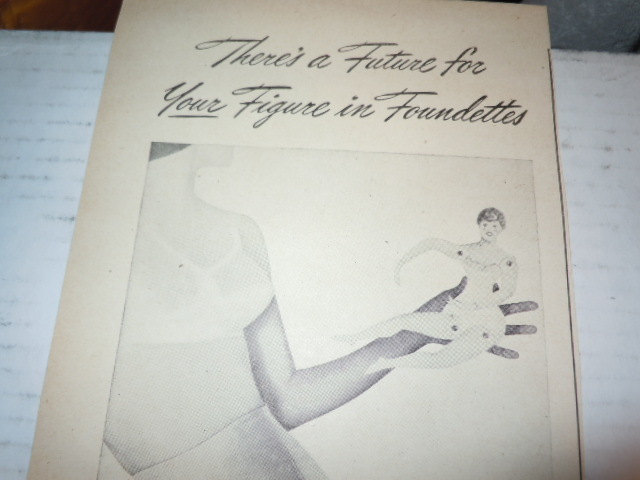 There's a Future for
Your Figure in Foundettes